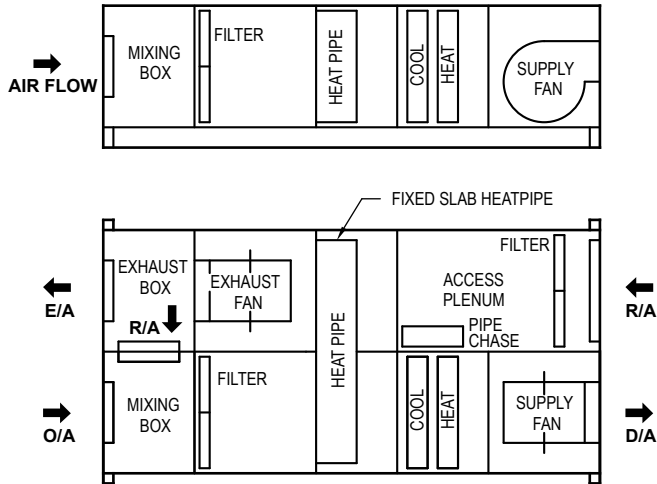 MIXING
BOX
FILTER
HEAT PIPE
COOL
HEAT
SUPPLY
FAN
AIR FLOW
FIXED SLAB HEATPIPE
EXHAUST
BOX
EXHAUST
FAN
HEAT PIPE
ACCESS
PLENUM
FILTER
PIPE
CHASE
E/A
R/A
R/A
MIXING
BOX
FILTER
COOL
HEAT
SUPPLY
FAN
O/A
D/A